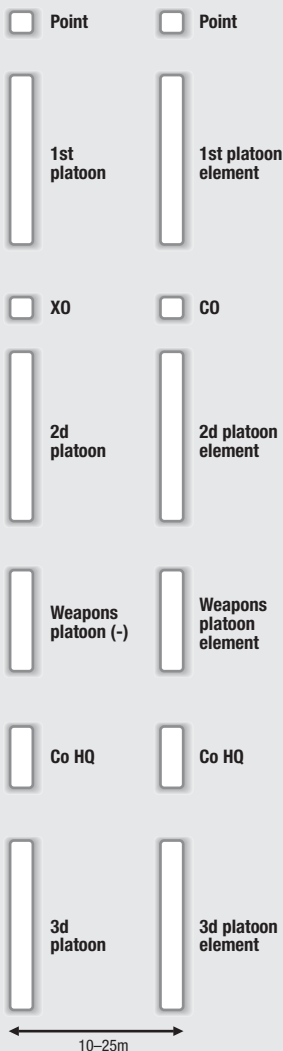 Point
Point
1st
platoon
1st platoon
element
XO
CO
2d
platoon
2d platoon
element
Weapons
platoon (-)
Weapons
platoon
element
Co HQ
Co HQ
3d
platoon
3d platoon
element
10–25m